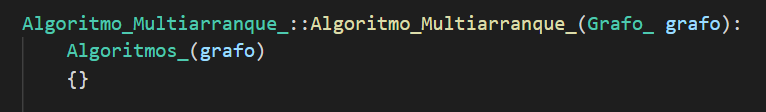 Algoritmo_Multiarranque_::Algoritmo_Multiarranque_(Grafo_ grafo):
Algoritmos_(grafo)
{}